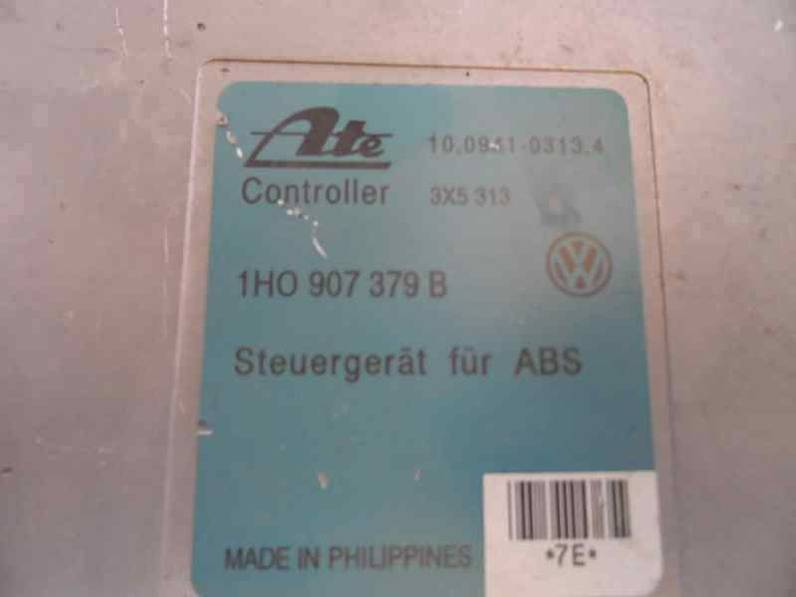 Ate 10.0941-0313.4
Controller 3X5 313
1HO 907 379 B
Steuergerät für ABS
MADE IN PHILIPPINES
*7E*